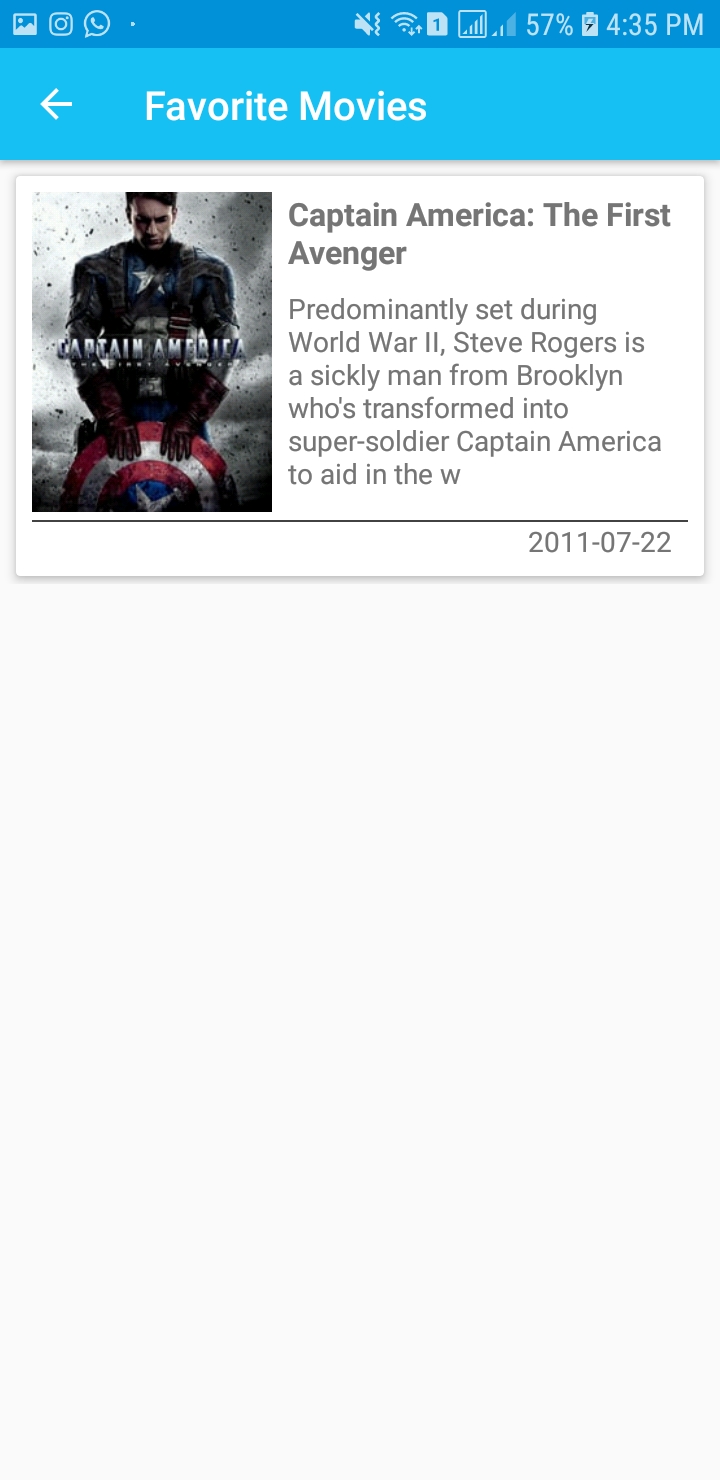 1 57% 4:35 PM
Favorite Movies
CAPTAIN AMERICA
THE FIRST AVENGER
Captain America: The First
Avenger
Predominantly set during
World War II, Steve Rogers is
a sickly man from Brooklyn
who's transformed into
super-soldier Captain America
to aid in the w
2011-07-22